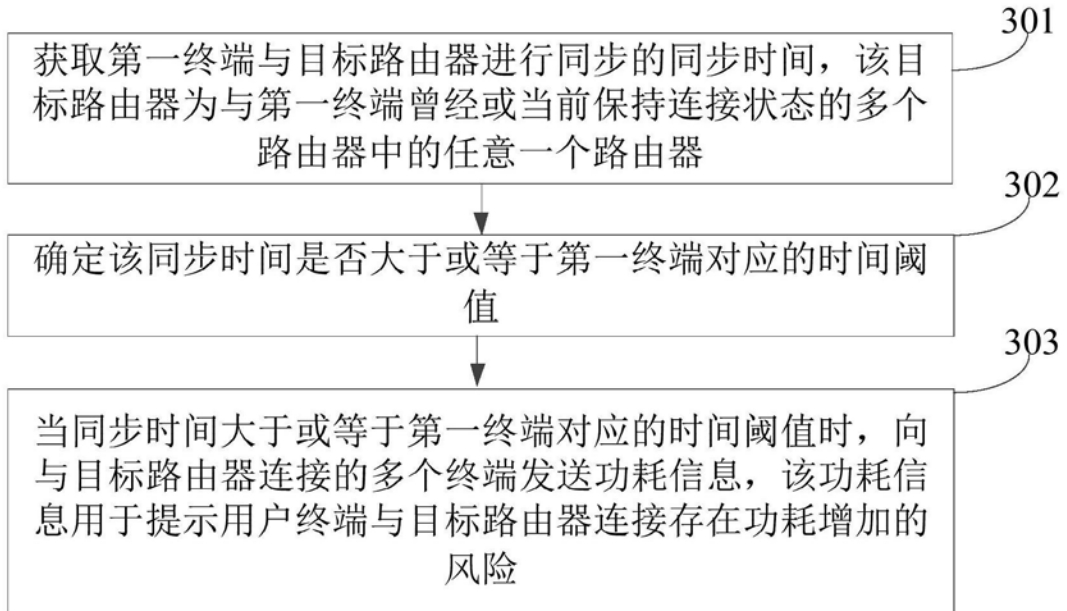 301
获取第一终端与目标路由器进行同步的同步时间，该目
标路由器为与第一终端曾经或当前保持连接状态的多个
路由器中的任意一个路由器
302
确定该同步时间是否大于或等于第一终端对应的时间阈
值
303
当同步时间大于或等于第一终端对应的时间阈值时，向
与目标路由器连接的多个终端发送功耗信息，该功耗信
息用于提示用户终端与目标路由器连接存在功耗增加的
风险